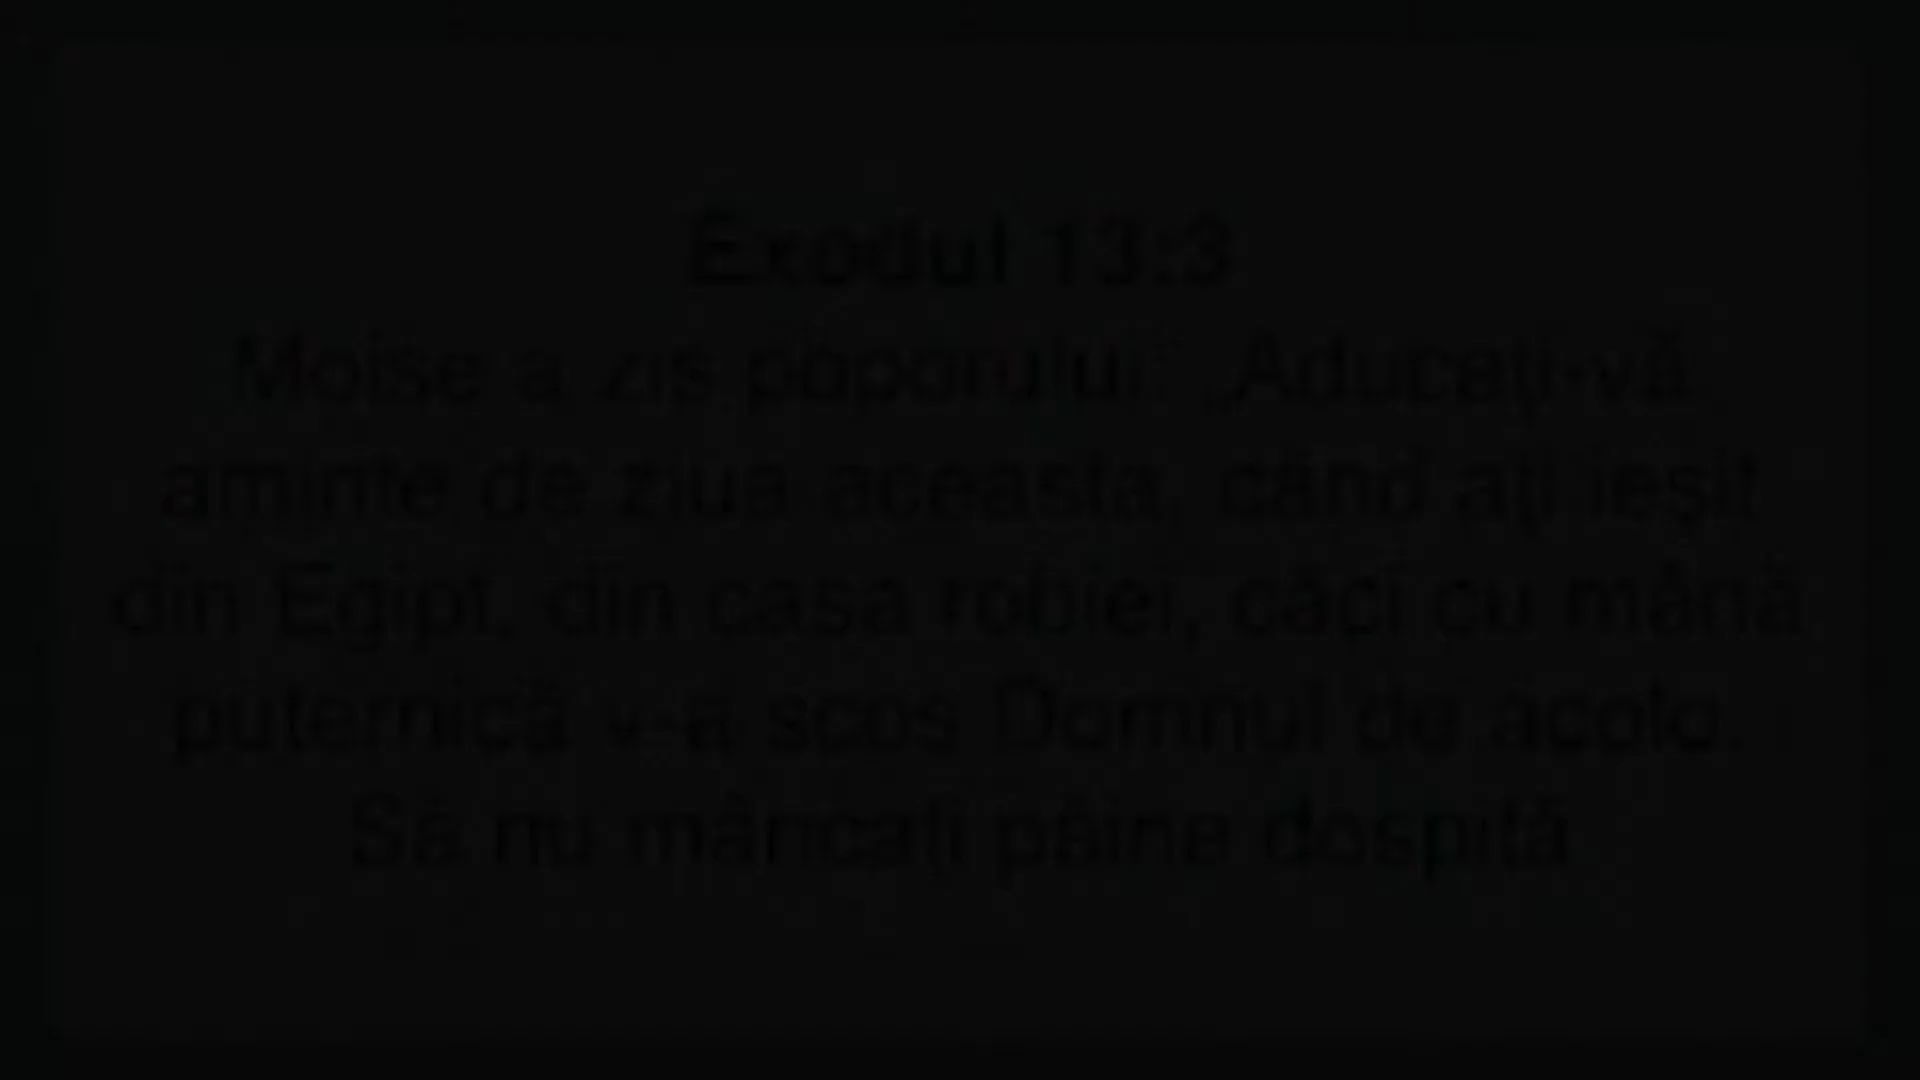 Exodul 13:3
Moise a zis poporului: „Aduceți-vă
aminte de ziua aceasta, când ați ieșit
din Egipt, din casa robiei, căci cu mână
puternică v-a scos Domnul de acolo.
Să nu mâncați pâine dospită